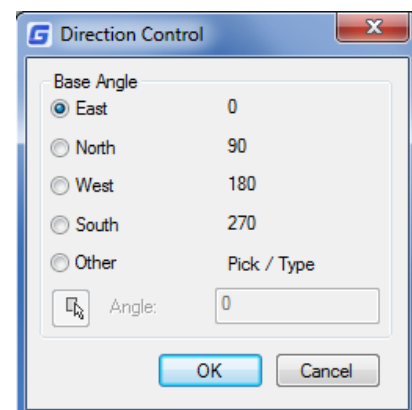 Direction Control
Base Angle
East 0
North 90
West 180
South 270
Other Pick / Type
Angle: 0
OK Cancel